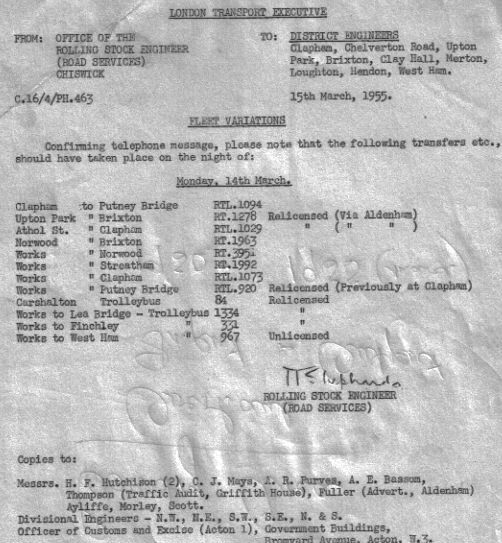 LONDON TRANSPORT EXECUTIVE
FROM: OFFICE OF THE
ROLLING STOCK ENGINEER
(ROAD SERVICES)
CHISWICK
TO: DISTRICT ENGINEERS
Clapham, Chelverton Road, Upton
Park, Brixton, Clay Hall, Merton,
Loughton, Hendon, West Ham.
C.16/4/PH.463
15th March, 1955.
FLEET VARIATIONS
Confirming telephone message, please note that the following transfers etc.,
should have taken place on the night of:
Monday, 14th March.
Clapham to Putney Bridge RTL.1094
Upton Park " Brixton RT.1278 Relicensed (Via Aldenham)
Athol St. " Clapham RTL.1029 " ( " " )
Norwood " Brixton RT.1963
Works " Norwood RT.3951
Works " Streatham RT.1992
Works " Clapham RTL.1073
Works " Putney Bridge RTL.920 Relicensed (Previously at Clapham)
Carshalton Trolleybus 84 Relicensed
Works to Lea Bridge - Trolleybus 1334 "
Works to Finchley " 331 "
Works to West Ham " 967 Unlicensed
ROLLING STOCK ENGINEER
(ROAD SERVICES)
Copies to:
Messrs. H. F. Hutchison (2), C. J. Mays, A. R. Purves, A. E. Bassom,
Thompson (Traffic Audit, Griffith House), Fuller (Advert., Aldenham)
Ayliffe, Morley, Scott.
Divisional Engineers - N.W., N.E., S.W., S.E., N. & S.
Officer of Customs and Excise (Acton 1), Government Buildings,
Bromyard Avenue, Acton, W.3.